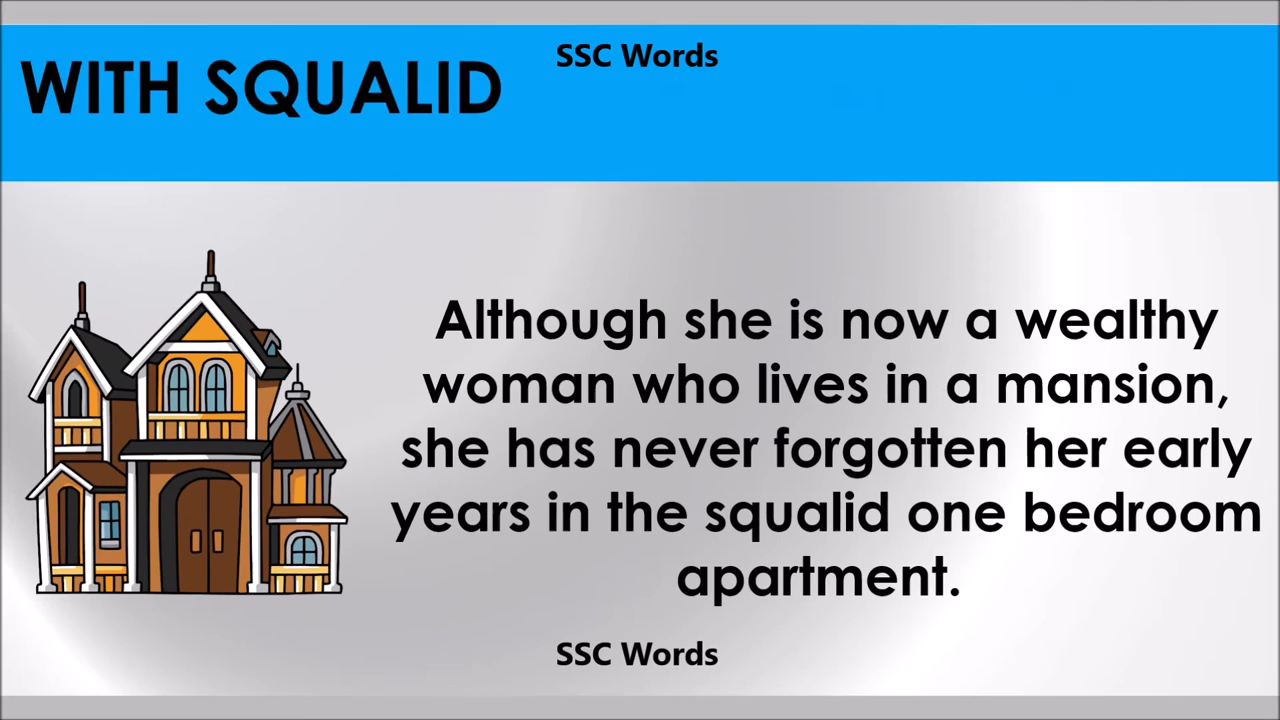 SSC Words
WITH SQUALID
Although she is now a wealthy
woman who lives in a mansion,
she has never forgotten her early
years in the squalid one bedroom
apartment.
SSC Words